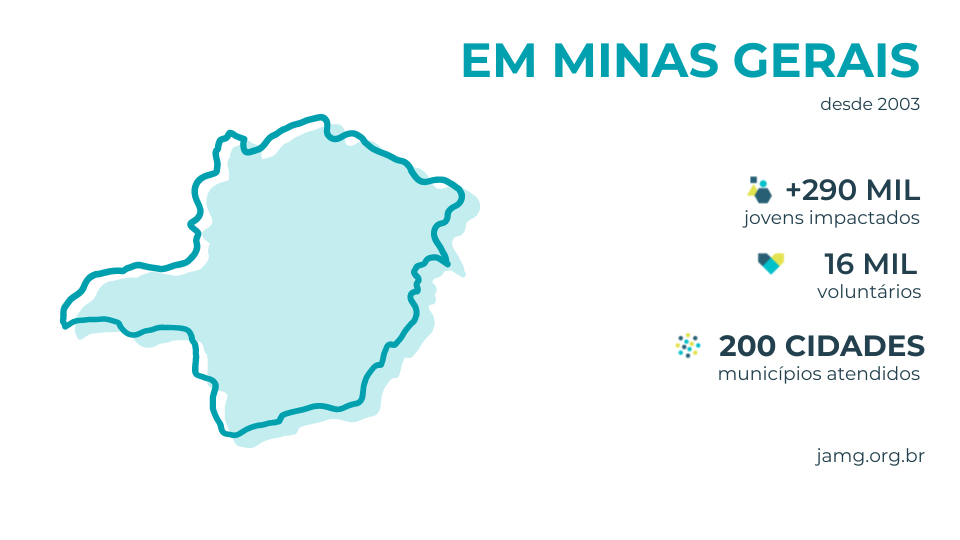 EM MINAS GERAIS
desde 2003
+290 MIL
jovens impactados
16 MIL
voluntários
200 CIDADES
municípios atendidos
jamg.org.br